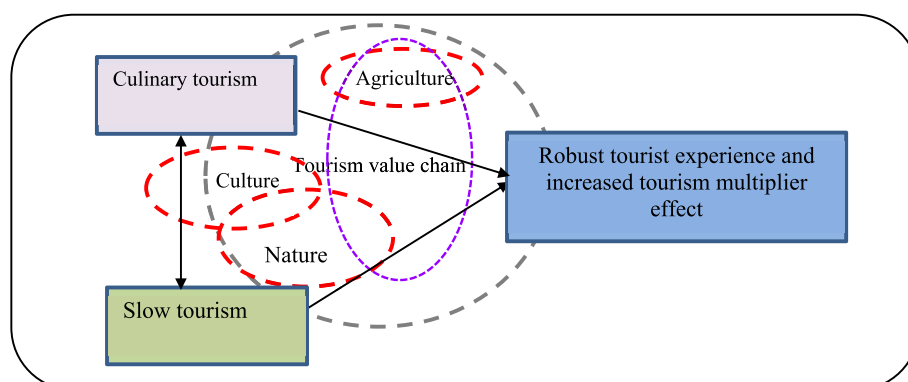 Culinary tourism
Agriculture
Tourism value chain
Culture
Nature
Slow tourism
Robust tourist experience and
increased tourism multiplier
effect